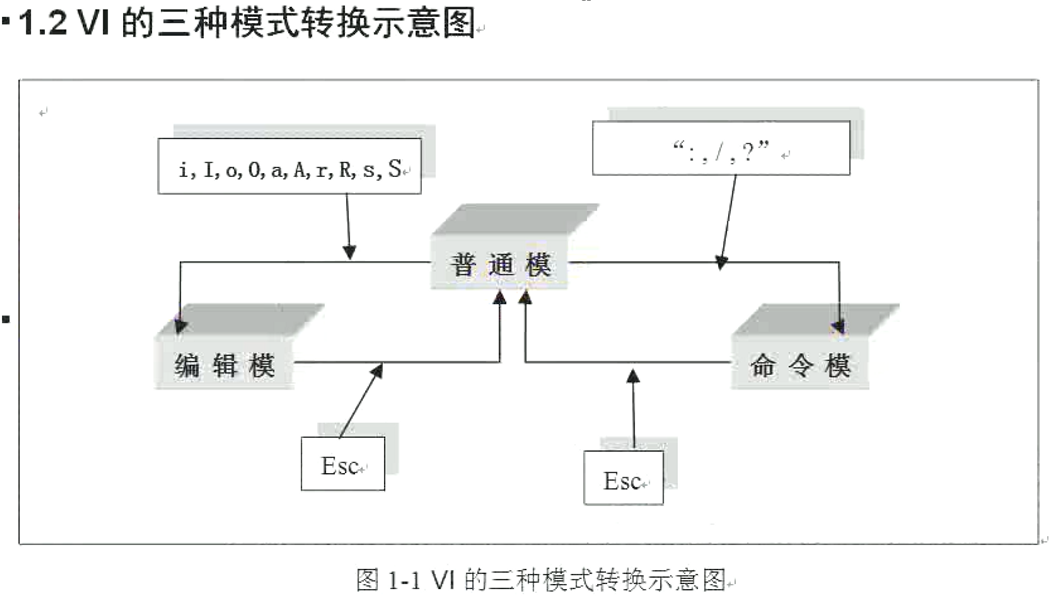 1.2 VI 的三种模式转换示意图
i,I,o,O,a,A,r,R,s,S
“:,/,?”
普通模
编辑模
命令模
Esc
Esc
图 1-1 VI 的三种模式转换示意图